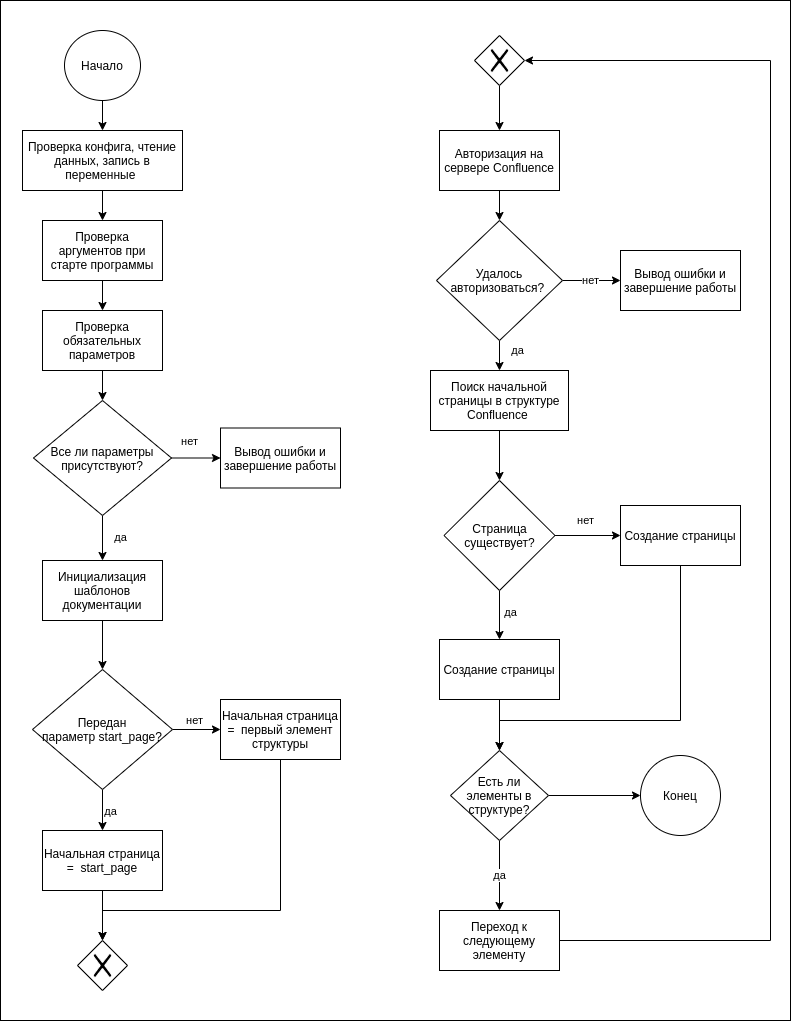 Начало
Проверка конфига, чтение
данных, запись в
переменные
Проверка
аргументов при
старте программы
Проверка
обязательных
параметров
Все ли параметры
присутствуют?
нет
Вывод ошибки и
завершение работы
да
Инициализация
шаблонов
документации
Передан
параметр start_page?
нет
Начальная страница
= первый элемент
структуры
да
Начальная страница
= start_page
X
X
Авторизация на
сервере Confluence
Удалось
авторизоваться?
нет
Вывод ошибки и
завершение работы
да
Поиск начальной
страницы в структуре
Confluence
Страница
существует?
нет
Создание страницы
да
Создание страницы
Есть ли
элементы в
структуре?
Конец
да
Переход к
следующему
элементу